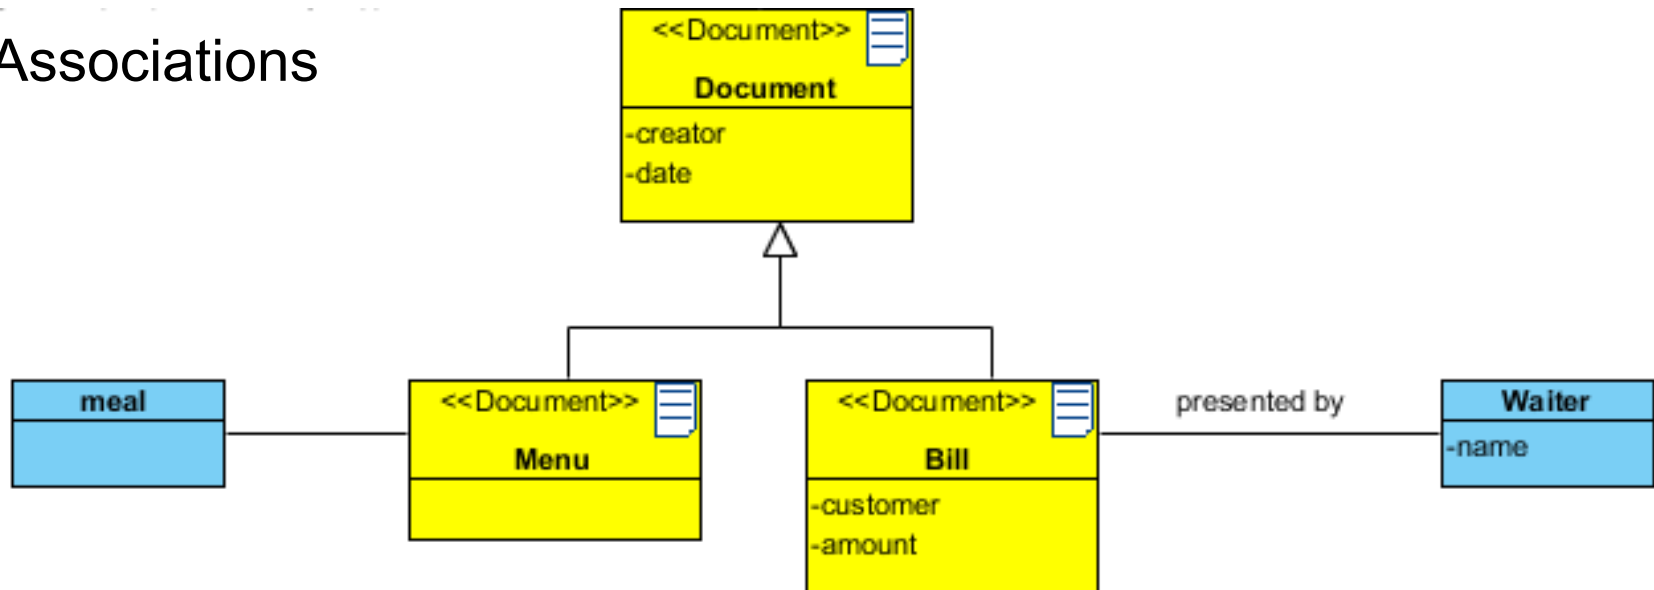 Associations
<<Document>>
Document
-creator
-date
meal
<<Document>>
Menu
<<Document>>
Bill
-customer
-amount
presented by
Waiter
-name